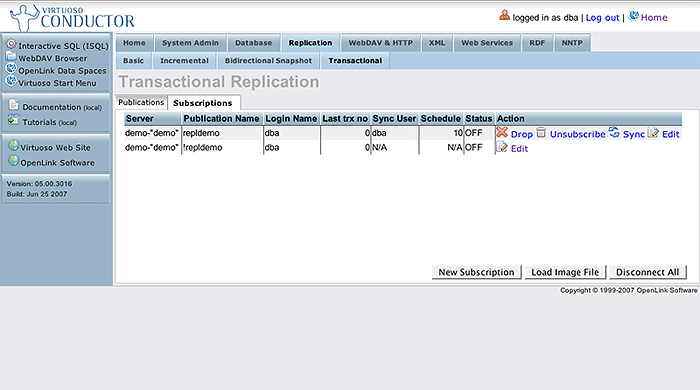 VIRTUOSO
CONDUCTOR
logged in as dba | Log out | Home
Interactive SQL (ISQL)
WebDAV Browser
OpenLink Data Spaces
Virtuoso Start Menu
Documentation (local)
Tutorials (local)
Virtuoso Web Site
OpenLink Software
Version: 05.00.3016
Build: Jun 25 2007
Home System Admin Database Replication WebDAV & HTTP XML Web Services RDF NNTP
Basic Incremental Bidirectional Snapshot Transactional
Transactional Replication
Publications Subscriptions
Server Publication Name Login Name Last trx no Sync User Schedule Status Action
demo-"demo" repldemo dba 0 dba 10 OFF Drop Unsubscribe Sync Edit
demo-"demo" !repldemo dba 0 N/A N/A OFF Edit
New Subscription Load Image File Disconnect All
Copyright © 1999-2007 OpenLink Software